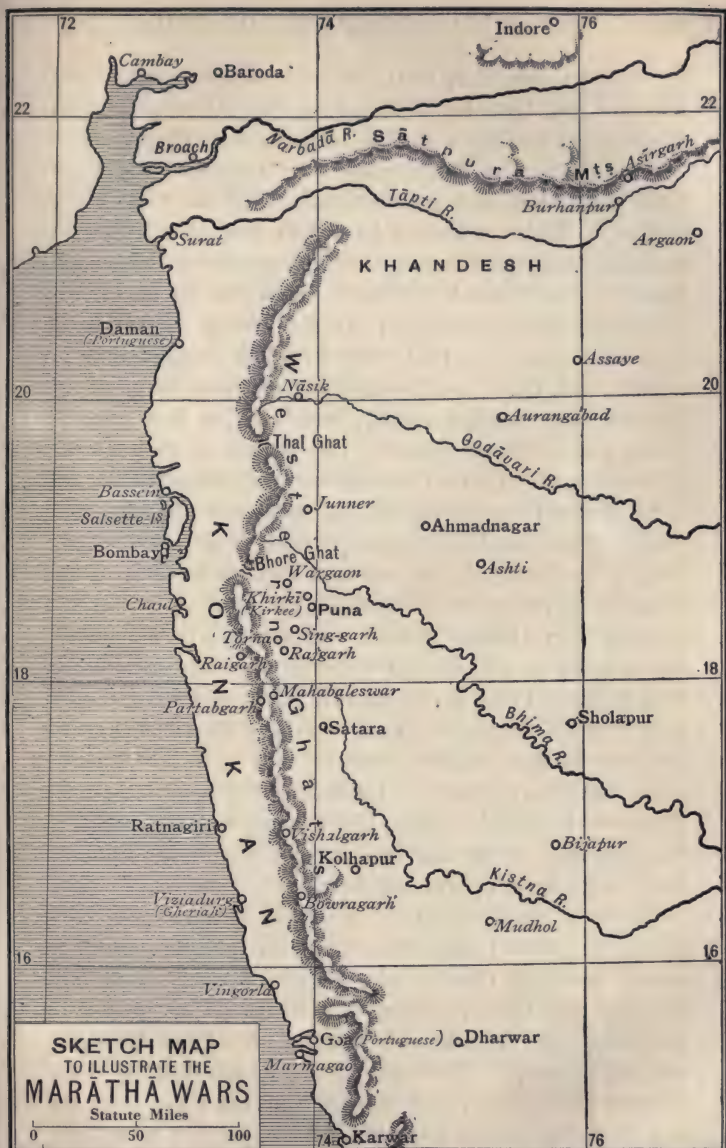 72
74
76
Indore
Cambay
Baroda
22
22
Broach
Narbadā R.
Sātpura Mts
Asirgarh
Burhanpur
Tāpti R.
Surat
Argaon
KHANDESH
Daman
(Portuguese)
Assaye
20
20
Nāsik
Aurangabad
Western Ghats
Thal Ghat
Godāvari R.
Bassein
Junner
Salsette Is
Ahmadnagar
Bombay
Bhore Ghat
Ashti
Wargaon
Chaul
Khirkī
(Kirkee)
Puna
KONKAN
Sing-garh
Torna
Rajgarh
Raigarh
18
18
Mahabaleswar
Partabgarh
Satara
Bhima R.
Sholapur
Ratnagiri
Vishalgarh
Bijapur
Kolhapur
Kistna R.
Viziadurg
(Gheriah)
Bowragarh
Mudhol
16
16
Vingorla
Goa (Portuguese)
Dharwar
Marmagao
SKETCH MAP
TO ILLUSTRATE THE
MARĀTHĀ WARS
Statute Miles
0 50 100
74
Karwar
76